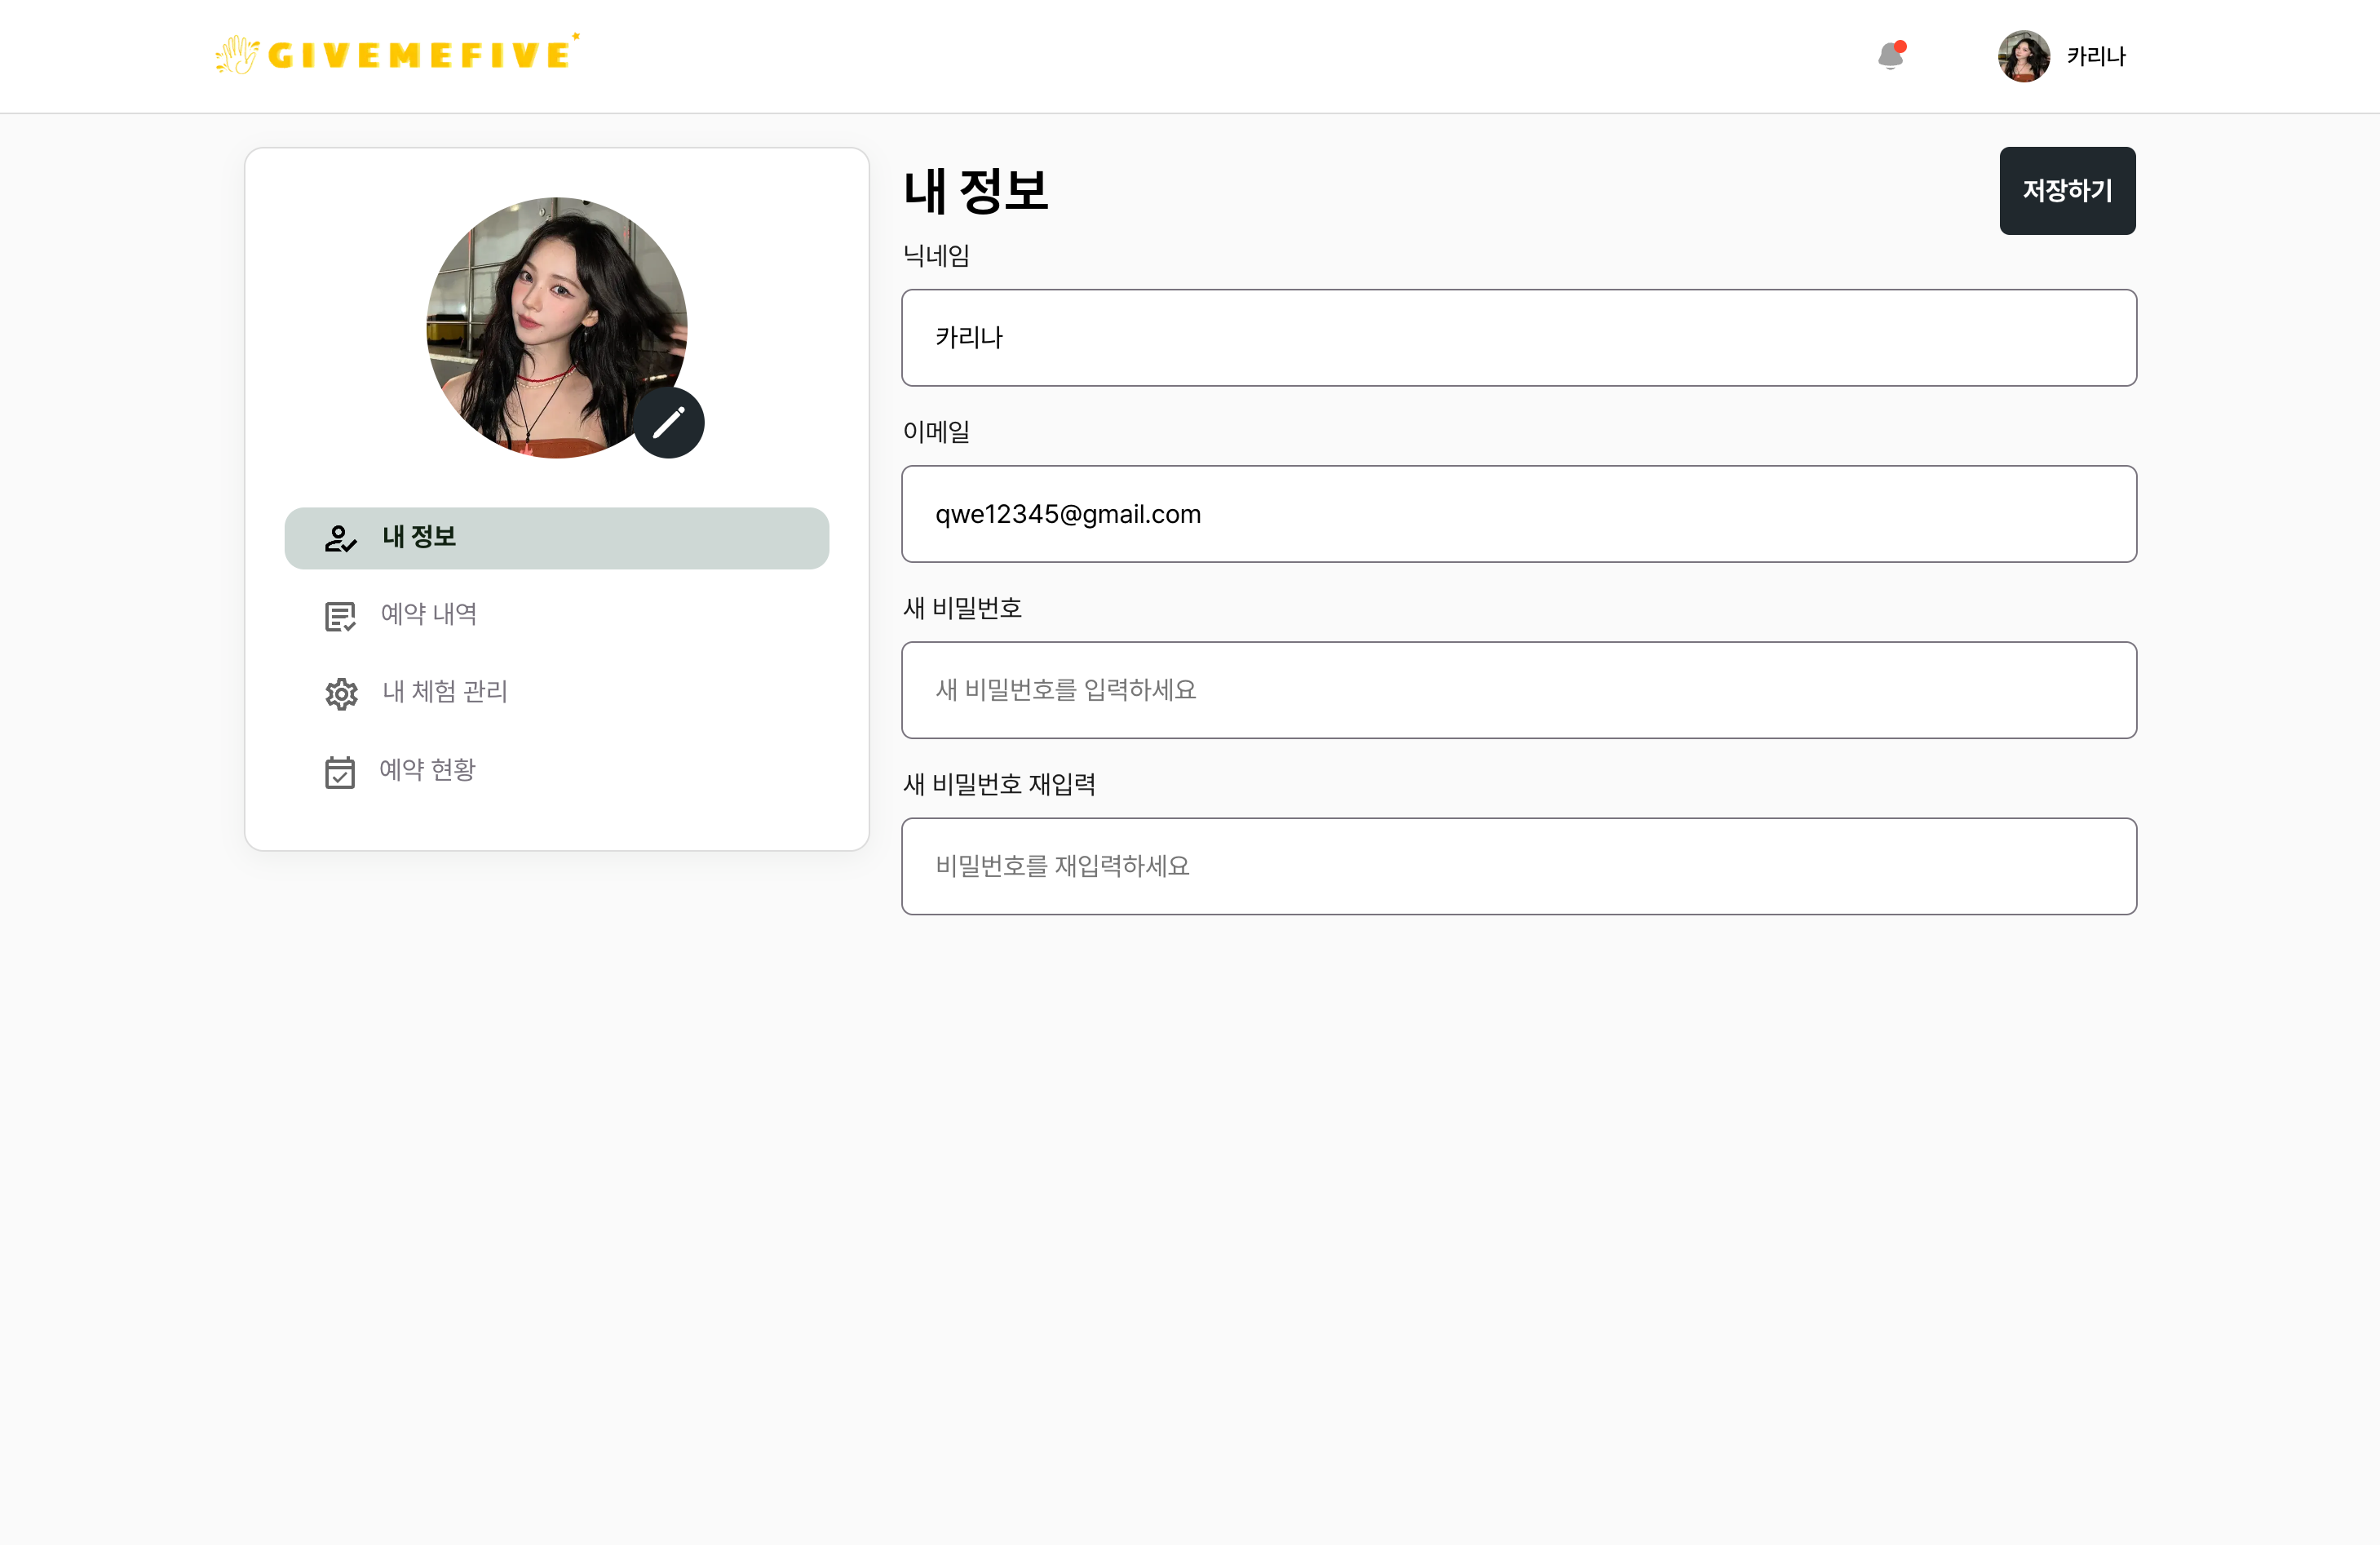 GIVEMEFIVE
카리나
내 정보
저장하기
닉네임
카리나
이메일
qwe12345@gmail.com
새 비밀번호
새 비밀번호를 입력하세요
새 비밀번호 재입력
비밀번호를 재입력하세요
내 정보
예약 내역
내 체험 관리
예약 현황